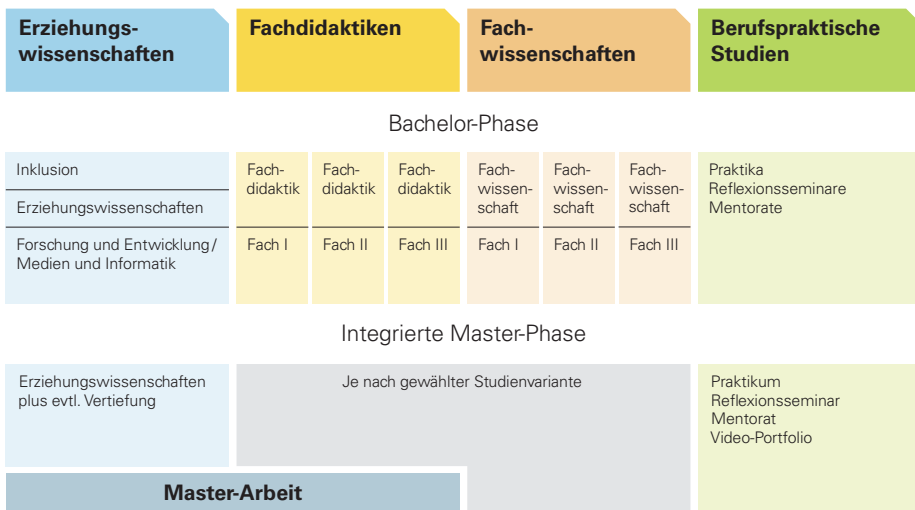 Erziehungs-
wissenschaften
Fachdidaktiken
Fach-
wissenschaften
Berufspraktische
Studien
Bachelor-Phase
Inklusion
Erziehungswissenschaften
Forschung und Entwicklung/
Medien und Informatik
Fach-
didaktik
Fach I
Fach-
didaktik
Fach II
Fach-
didaktik
Fach III
Fach-
wissen-
schaft
Fach I
Fach-
wissen-
schaft
Fach II
Fach-
wissen-
schaft
Fach III
Praktika
Reflexionsseminare
Mentorate
Integrierte Master-Phase
Erziehungswissenschaften
plus evtl. Vertiefung
Je nach gewählter Studienvariante
Praktikum
Reflexionsseminar
Mentorat
Video-Portfolio
Master-Arbeit